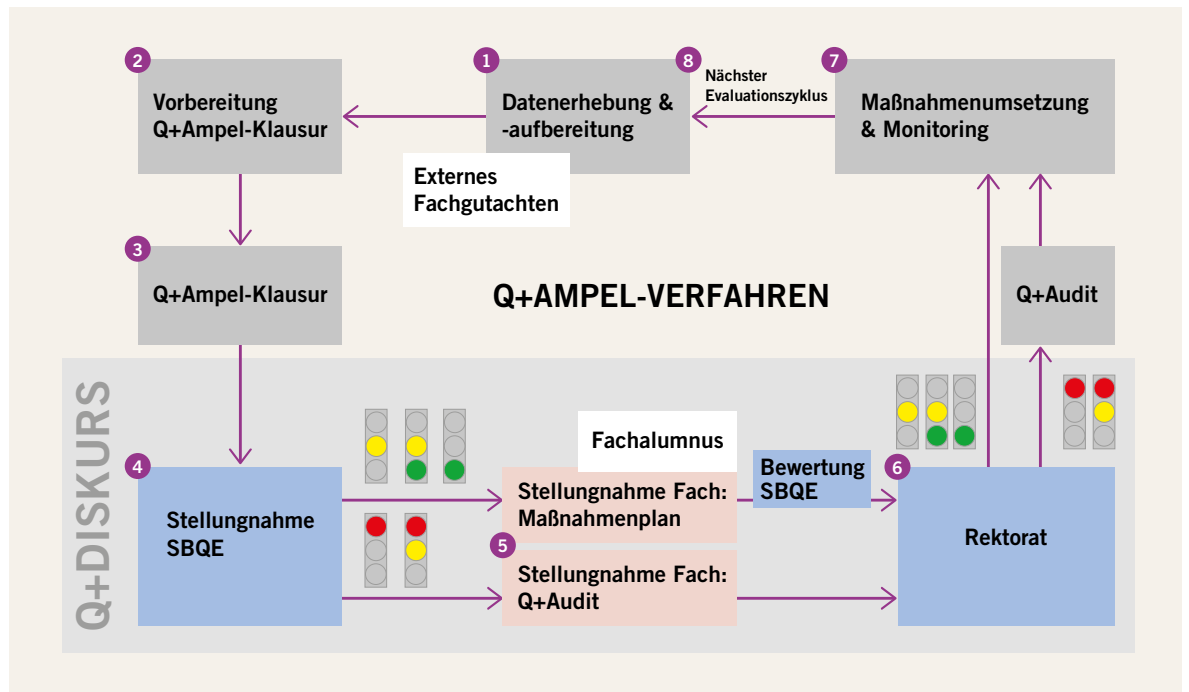 2
Vorbereitung
Q+Ampel-Klausur
1
Datenerhebung &
-aufbereitung
Externes
Fachgutachten
8
Nächster
Evaluationszyklus
7
Maßnahmenumsetzung
& Monitoring
3
Q+Ampel-Klausur
Q+AMPEL-VERFAHREN
Q+Audit
Q+DISKURS
4
Stellungnahme
SBQE
Fachalumnus
Stellungnahme Fach:
Maßnahmenplan
5
Stellungnahme Fach:
Q+Audit
Bewertung
SBQE
6
Rektorat